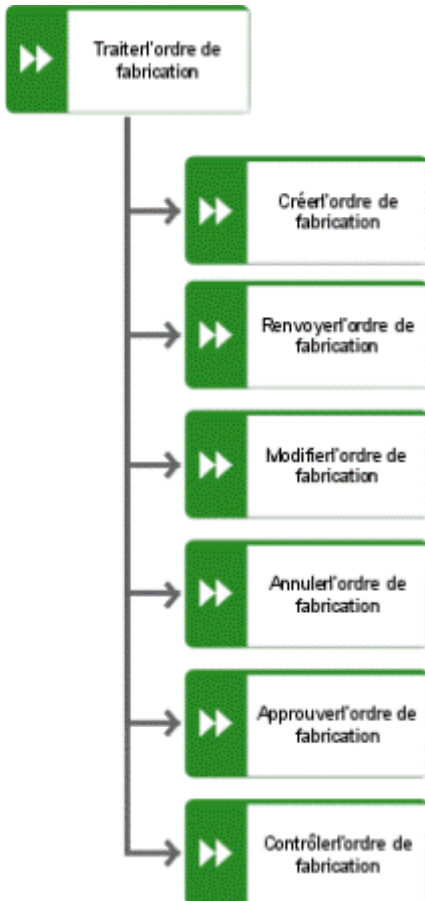 Traiterl'ordre de
fabrication
Créerl'ordre de
fabrication
Renvoyerl'ordre de
fabrication
Modifierl'ordre de
fabrication
Annulerl'ordre de
fabrication
Approuverl'ordre de
fabrication
Contrôlerl'ordre de
fabrication